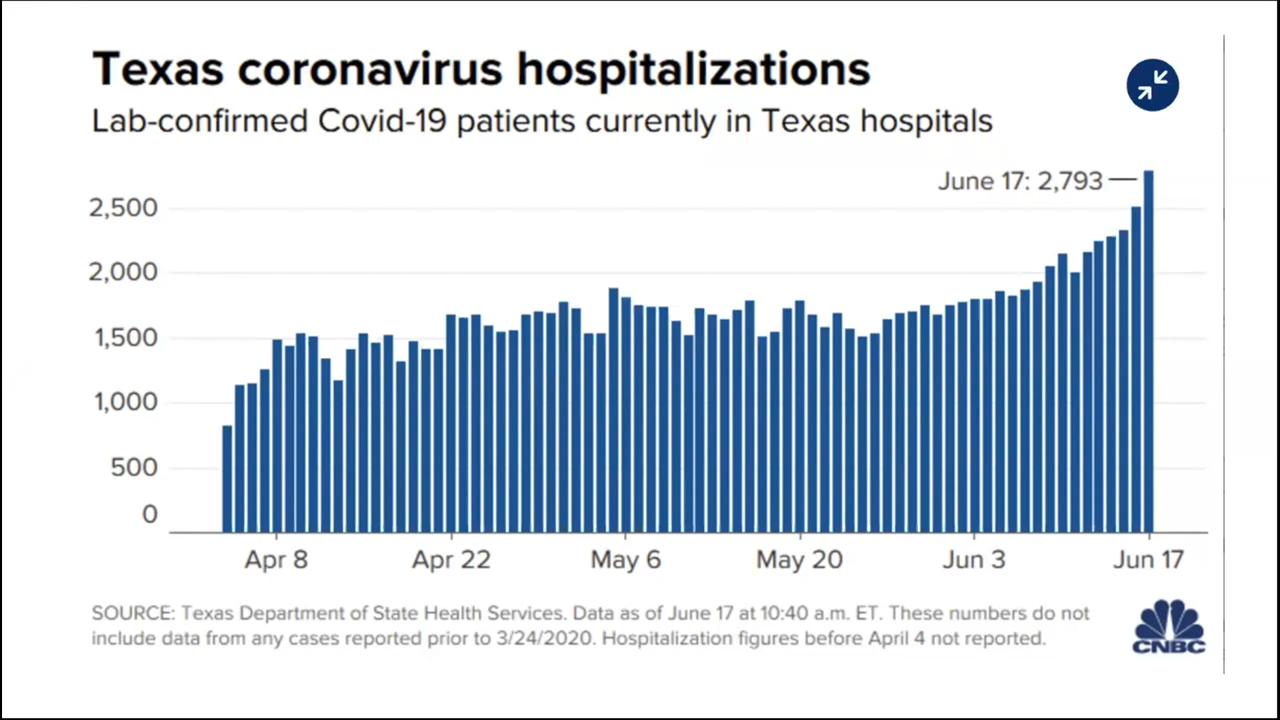 Texas coronavirus hospitalizations
Lab-confirmed Covid-19 patients currently in Texas hospitals
June 17: 2,793
2,500
2,000
1,500
1,000
500
0
Apr 8
Apr 22
May 6
May 20
Jun 3
Jun 17
SOURCE: Texas Department of State Health Services. Data as of June 17 at 10:40 a.m. ET. These numbers do not
include data from any cases reported prior to 3/24/2020. Hospitalization figures before April 4 not reported.
CNBC